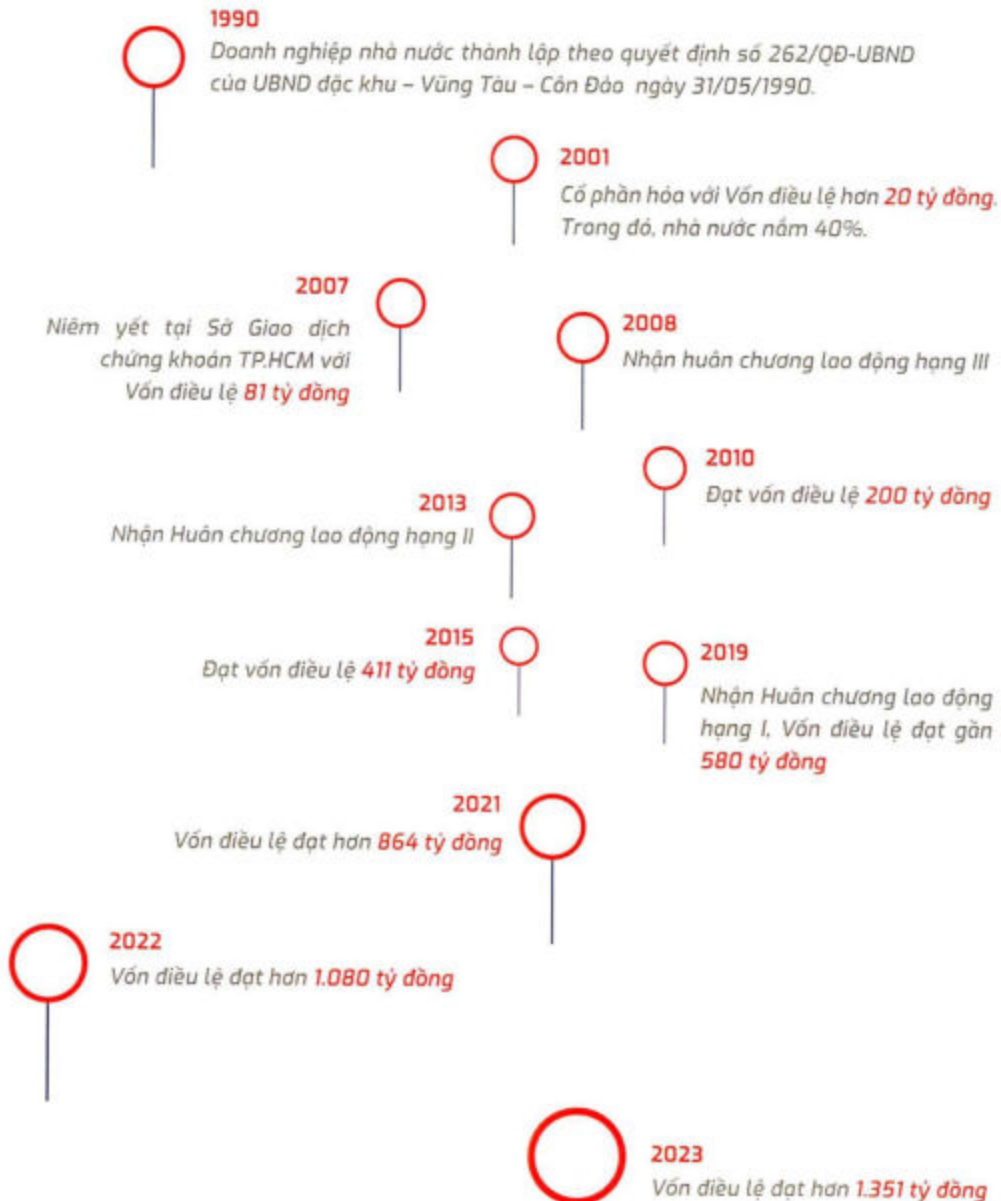 1990
Doanh nghiệp nhà nước thành lập theo quyết định số 262/QĐ-UBND
của UBND đặc khu – Vũng Tàu – Côn Đảo ngày 31/05/1990.
2001
Cổ phần hóa với Vốn điều lệ hơn 20 tỷ đồng.
Trong đó, nhà nước nắm 40%.
2007
Niêm yết tại Sở Giao dịch
chứng khoán TP.HCM với
Vốn điều lệ 81 tỷ đồng
2008
Nhận huân chương lao động hạng III
2010
Đạt vốn điều lệ 200 tỷ đồng
2013
Nhận Huân chương lao động hạng II
2015
Đạt vốn điều lệ 411 tỷ đồng
2019
Nhận Huân chương lao động
hạng I, Vốn điều lệ đạt gần
580 tỷ đồng
2021
Vốn điều lệ đạt hơn 864 tỷ đồng
2022
Vốn điều lệ đạt hơn 1.080 tỷ đồng
2023
Vốn điều lệ đạt hơn 1.351 tỷ đồng